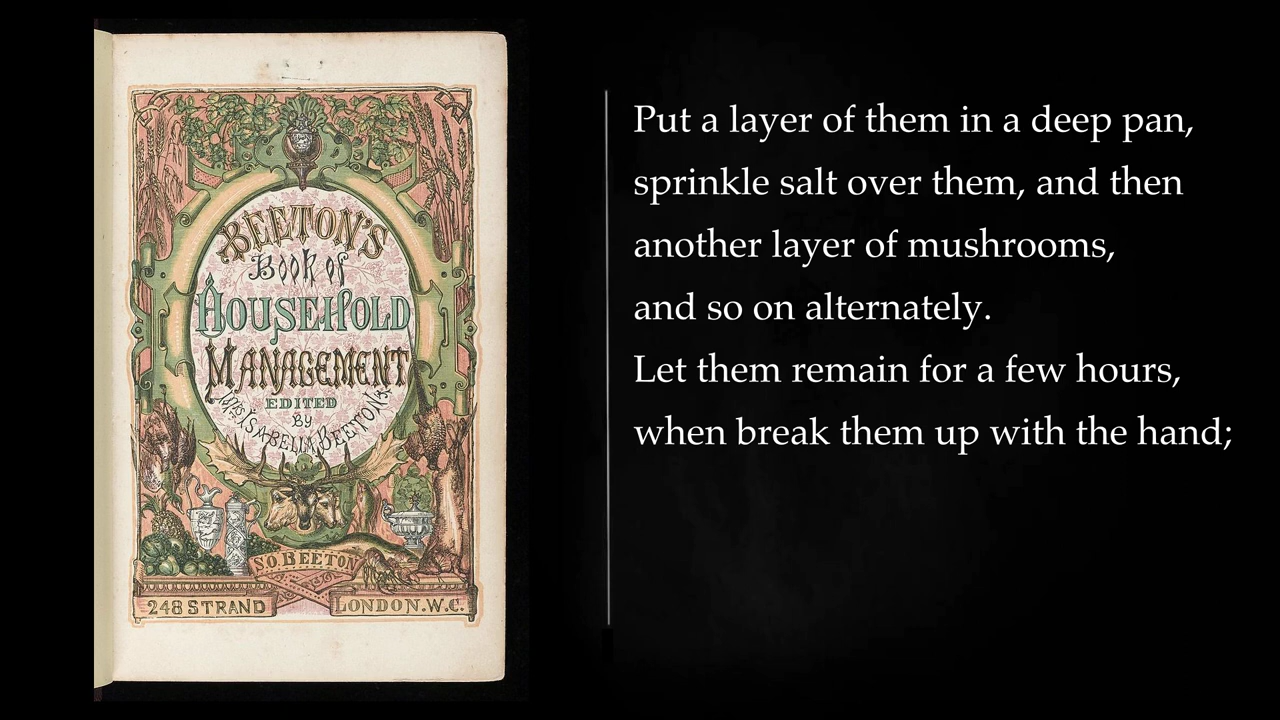 BEETON'S
Book of
HOUSEHOLD
MANAGEMENT
EDITED
By
MRS ISABELLA BEETON
S.O. BEETON
248 STRAND
LONDON. W.C.
Put a layer of them in a deep pan,
sprinkle salt over them, and then
another layer of mushrooms,
and so on alternately.
Let them remain for a few hours,
when break them up with the hand;